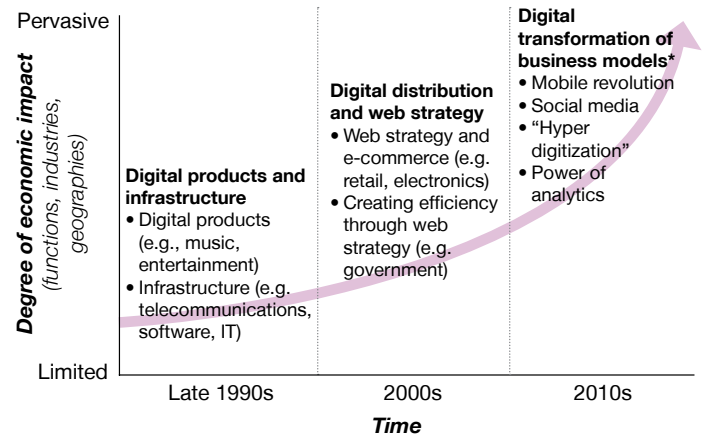 Pervasive
Degree of economic impact
(functions, industries,
geographies)
Limited
Digital products and
infrastructure
• Digital products
(e.g., music,
entertainment)
• Infrastructure (e.g.
telecommunications,
software, IT)
Digital distribution
and web strategy
• Web strategy and
e-commerce (e.g.
retail, electronics)
• Creating efficiency
through web
strategy (e.g.
government)
Digital
transformation of
business models*
• Mobile revolution
• Social media
• “Hyper
digitization”
• Power of
analytics
Late 1990s
2000s
2010s
Time